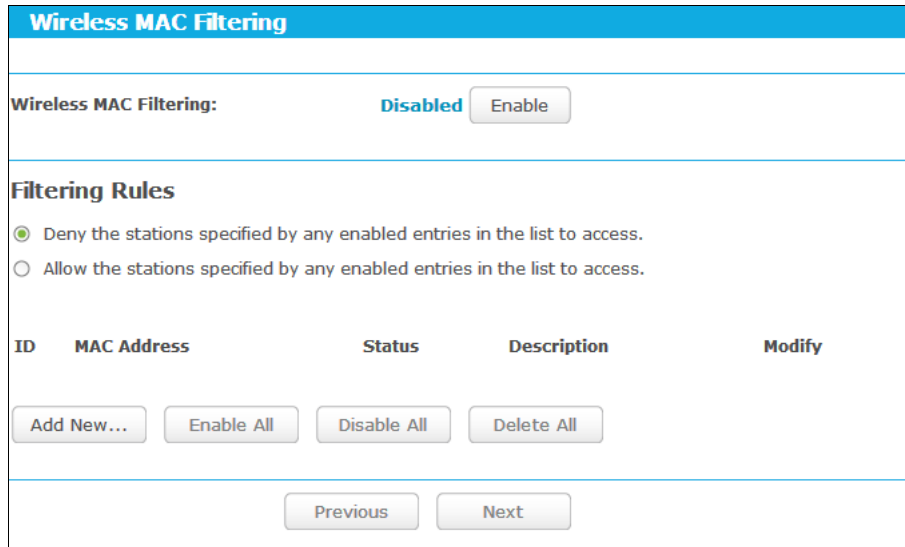 Wireless MAC Filtering
Wireless MAC Filtering: Disabled Enable
Filtering Rules
Deny the stations specified by any enabled entries in the list to access.
Allow the stations specified by any enabled entries in the list to access.
ID MAC Address Status Description Modify
Add New... Enable All Disable All Delete All
Previous Next